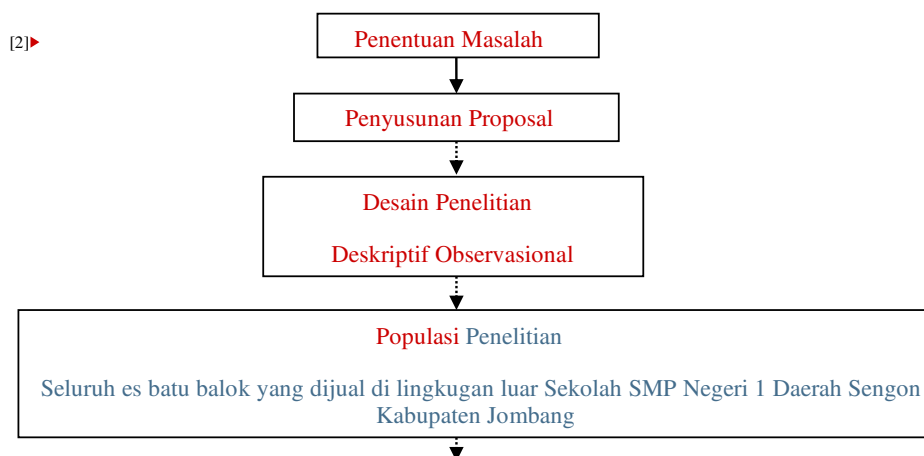 [2]
Penentuan Masalah
Penyusunan Proposal
Desain Penelitian
Deskriptif Observasional
Populasi Penelitian
Seluruh es batu balok yang dijual di lingkugan luar Sekolah SMP Negeri 1 Daerah Sengon
Kabupaten Jombang